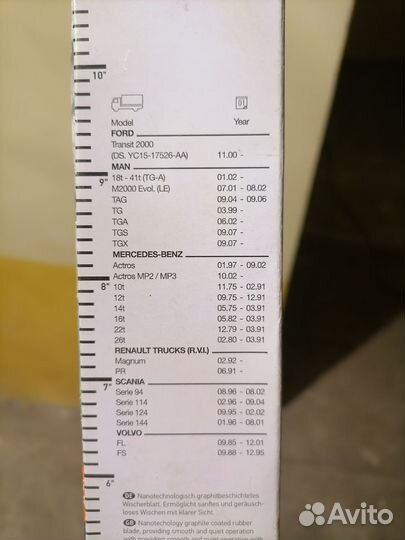 10"
01
Model Year
FORD
Transit 2000
(DS. YC15-17526-AA) 11.00 -
MAN
9" 18t - 41t (TG-A) 01.02 -
M2000 Evol. (LE) 07.01 - 08.02
TAG 09.04 - 09.06
TG 03.99 -
TGA 06.02 -
TGS 09.07 -
TGX 09.07 -
MERCEDES-BENZ
Actros 01.97 - 09.02
Actros MP2 / MP3 10.02 -
8" 10t 11.75 - 02.91
12t 09.75 - 12.91
14t 05.75 - 03.91
16t 05.82 - 03.91
22t 12.79 - 03.91
26t 02.80 - 03.91
RENAULT TRUCKS (R.V.I.)
Magnum 02.92 -
PR 06.91 -
7" SCANIA
Serie 94 08.96 - 08.02
Serie 114 02.96 - 09.04
Serie 124 09.95 - 02.02
Serie 144 01.96 - 08.01
VOLVO
FL 09.85 - 12.01
FS 09.88 - 12.95
6"
DE Nanotechnologisch graphitbeschichtetes
Wischerblatt. Ermöglicht sanftes und geräusch-
loses Wischen mit klarer Sicht.
GB Nanotechology graphite coated rubber
blade, providing smooth and quiet operation
Avito